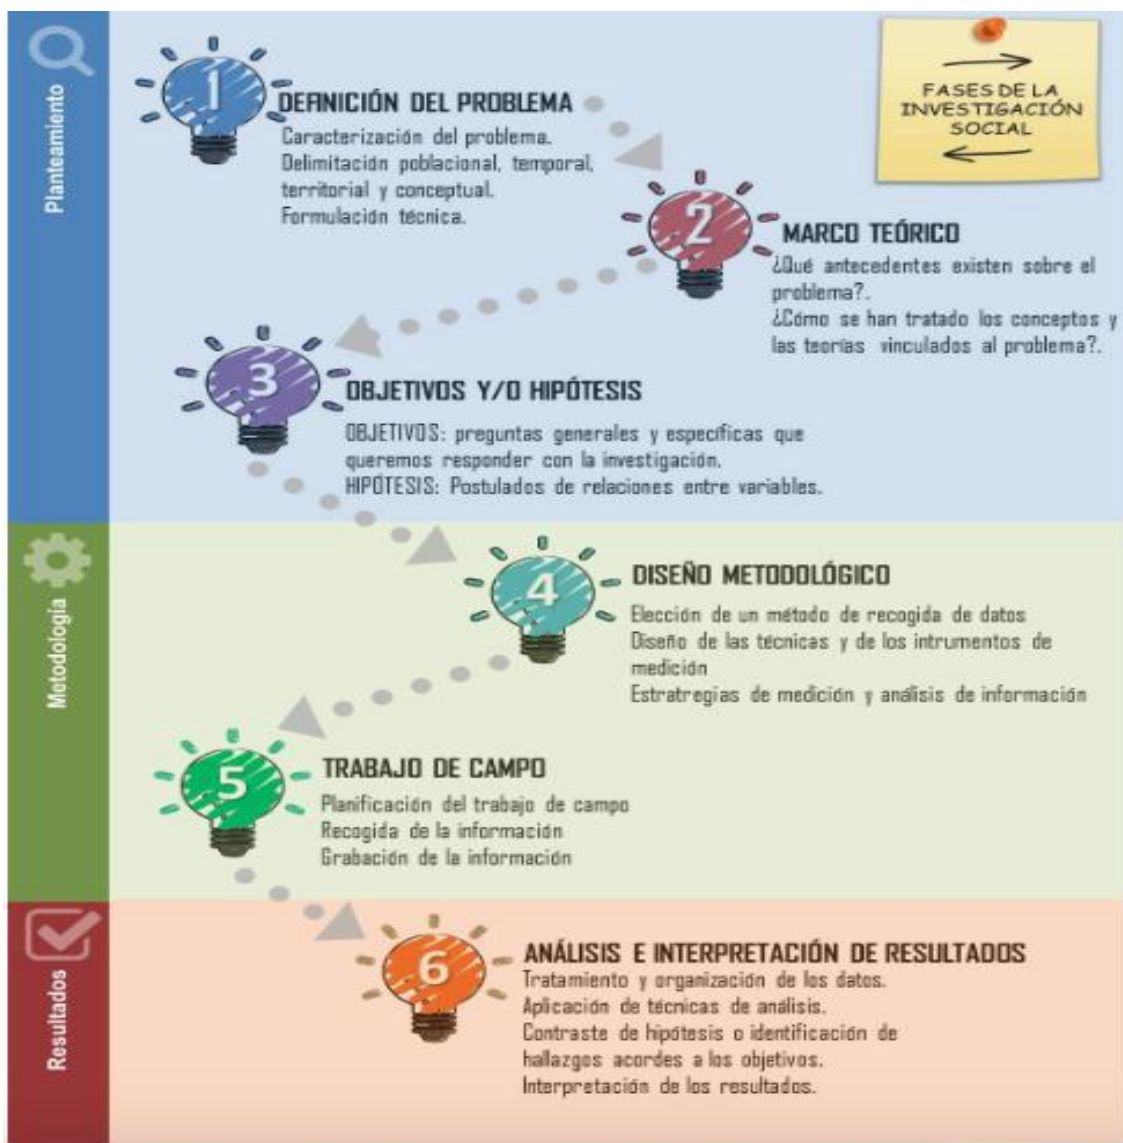 Planteamiento
1
DEFINICIÓN DEL PROBLEMA
Caracterización del problema.
Delimitación poblacional, temporal,
territorial y conceptual.
Formulación técnica.
FASES DE LA
INVESTIGACIÓN
SOCIAL
2
MARCO TEÓRICO
¿Qué antecedentes existen sobre el
problema?.
¿Cómo se han tratado los conceptos y
las teorías vinculados al problema?.
3
OBJETIVOS Y/O HIPÓTESIS
OBJETIVOS: preguntas generales y específicas que
queremos responder con la investigación.
HIPÓTESIS: Postulados de relaciones entre variables.
Metodología
4
DISEÑO METODOLÓGICO
Elección de un método de recogida de datos
Diseño de las técnicas y de los intrumentos de
medición
Estratregias de medición y análisis de información
5
TRABAJO DE CAMPO
Planificación del trabajo de campo
Recogida de la información
Grabación de la información
Resultados
6
ANÁLISIS E INTERPRETACIÓN DE RESULTADOS
Tratamiento y organización de los datos.
Aplicación de técnicas de análisis.
Contraste de hipótesis o identificación de
hallazgos acordes a los objetivos.
Interpretación de los resultados.